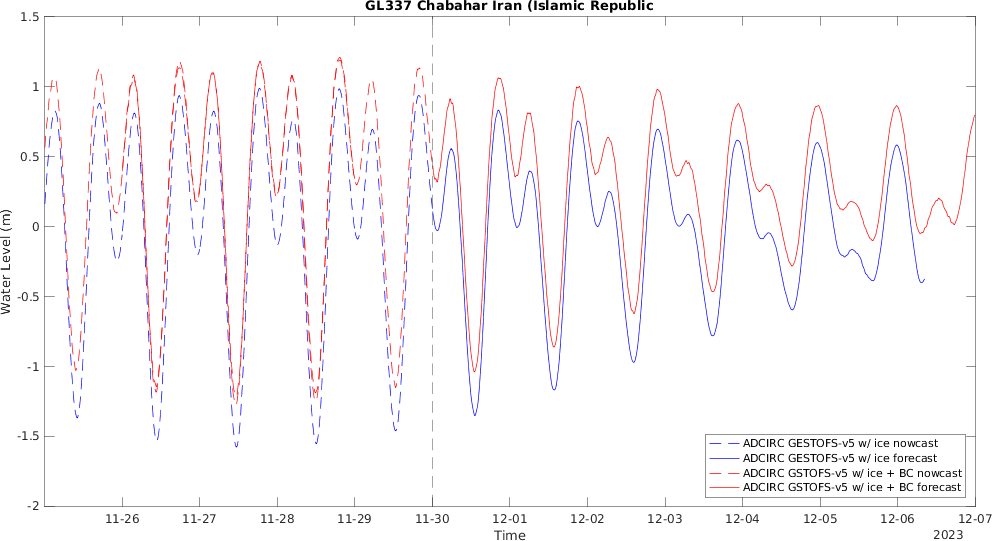 GL337 Chabahar Iran (Islamic Republic
1.5
1
0.5
0
-0.5
-1
-1.5
-2
Water Level (m)
ADCIRC GESTOFS-v5 w/ ice nowcast
ADCIRC GESTOFS-v5 w/ ice forecast
ADCIRC GSTOFS-v5 w/ ice + BC nowcast
ADCIRC GSTOFS-v5 w/ ice + BC forecast
11-26 11-27 11-28 11-29 11-30 12-01 12-02 12-03 12-04 12-05 12-06 12-07
Time
2023